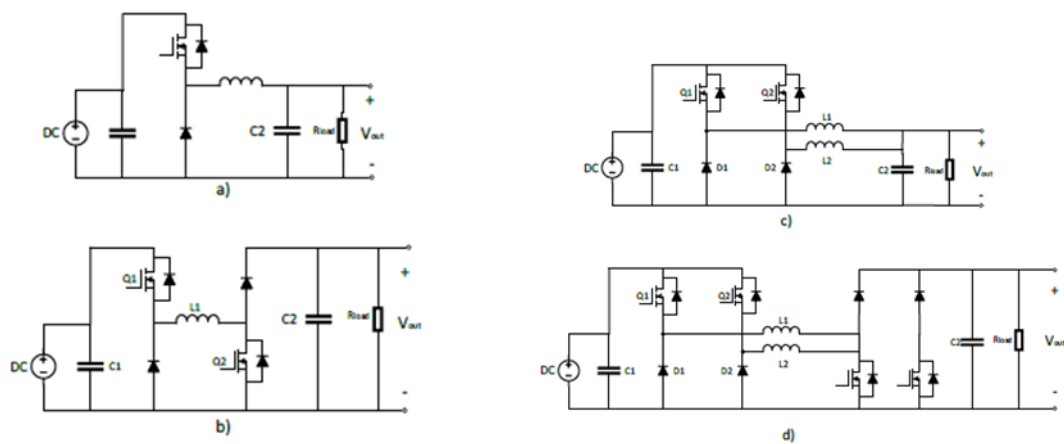 DC
C2
Rload
Vout
+
-
a)
Q1
L1
Q2
C2
Rload
Vout
+
-
DC
C1
b)
Q1
Q2
L1
L2
DC
C1
D1
D2
C2
Rload
Vout
+
-
c)
Q1
Q2
L1
L2
DC
C1
D1
D2
C2
Rload
Vout
+
-
d)